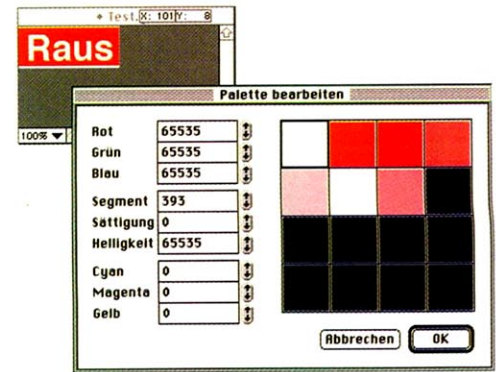 Test. X: 101 Y: 8
Raus
100%
Palette bearbeiten
Rot 65535
Grün 65535
Blau 65535
Segment 393
Sättigung 0
Helligkeit 65535
Cyan 0
Magenta 0
Gelb 0
Abbrechen OK